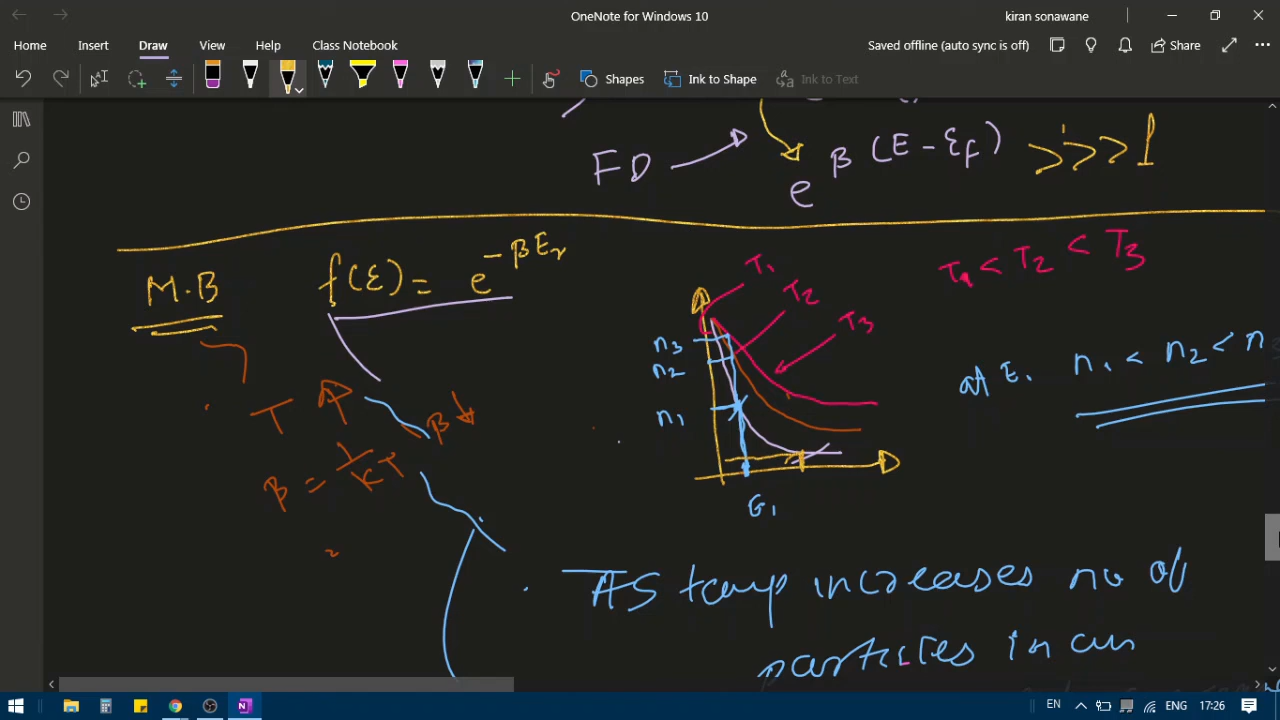 OneNote for Windows 10
kiran sonawane
Home Insert Draw View Help Class Notebook
Saved offline (auto sync is off) Share
Shapes Ink to Shape Ink to Text
FD e β(E-Ɛf) >>>> 1
M.B f(Ɛ) = e -βEr
T1 T2 T3
T1 < T2 < T3
n3
n2
n1
at E1 n1 < n2 < n
T β
β = 1/KT
E1
As temp increases no of
particles in an
EN ENG 17:26